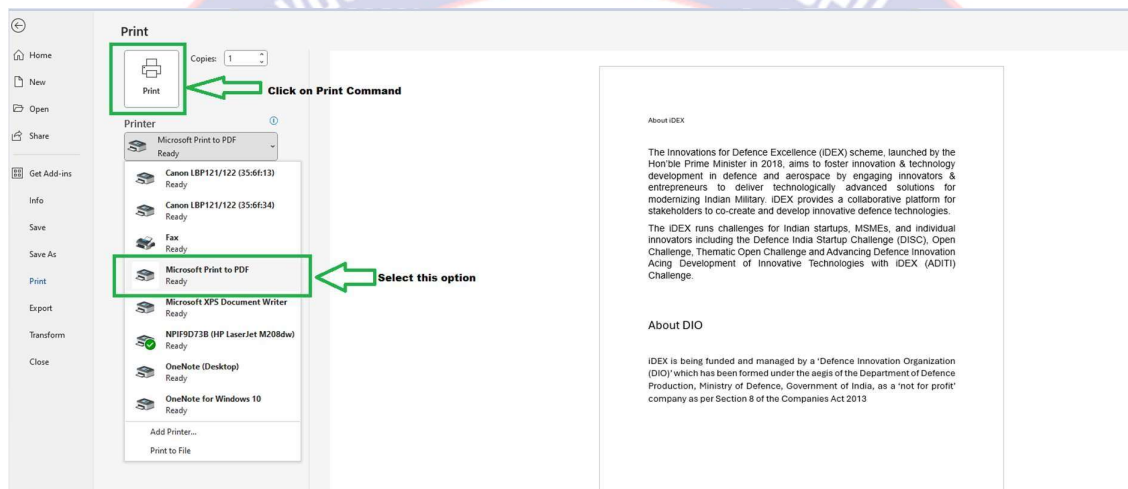 Print
Home
New
Open
Share
Get Add-ins
Info
Save
Save As
Print
Export
Transform
Close
Copies: 1
Print
Click on Print Command
Printer
Microsoft Print to PDF
Ready
Canon LBP121/122 (35:6f:13)
Ready
Canon LBP121/122 (35:6f:34)
Ready
Fax
Ready
Microsoft Print to PDF
Ready
Select this option
Microsoft XPS Document Writer
Ready
NPIF9D73B (HP LaserJet M208dw)
Ready
OneNote (Desktop)
Ready
OneNote for Windows 10
Ready
Add Printer...
Print to File
About iDEX
The Innovations for Defence Excellence (iDEX) scheme, launched by the
Hon'ble Prime Minister in 2018, aims to foster innovation & technology
development in defence and aerospace by engaging innovators &
entrepreneurs to deliver technologically advanced solutions for
modernizing Indian Military. iDEX provides a collaborative platform for
stakeholders to co-create and develop innovative defence technologies.
The iDEX runs challenges for Indian startups, MSMEs, and individual
innovators including the Defence India Startup Challenge (DISC), Open
Challenge, Thematic Open Challenge and Advancing Defence Innovation
Acing Development of Innovative Technologies with iDEX (ADITI)
Challenge.
About DIO
iDEX is being funded and managed by a 'Defence Innovation Organization
(DIO)' which has been formed under the aegis of the Department of Defence
Production, Ministry of Defence, Government of India, as a 'not for profit'
company as per Section 8 of the Companies Act 2013